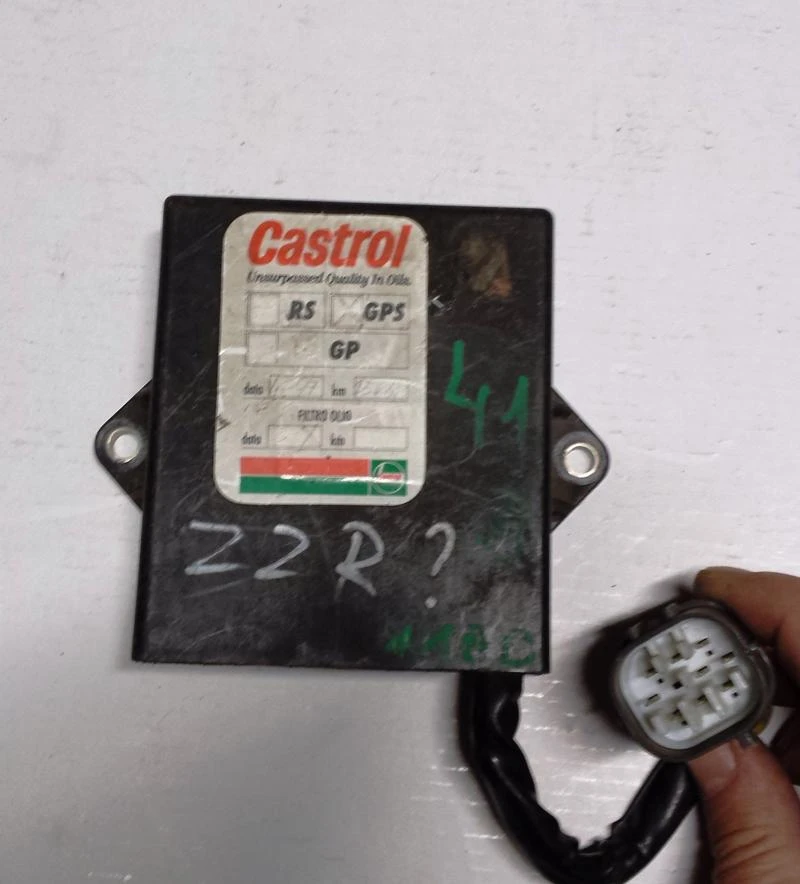 Castrol
Unsurpassed Quality In Oils.
RS GPS
GP
data km
FILTRO OLIO
data km
41
ZZR?